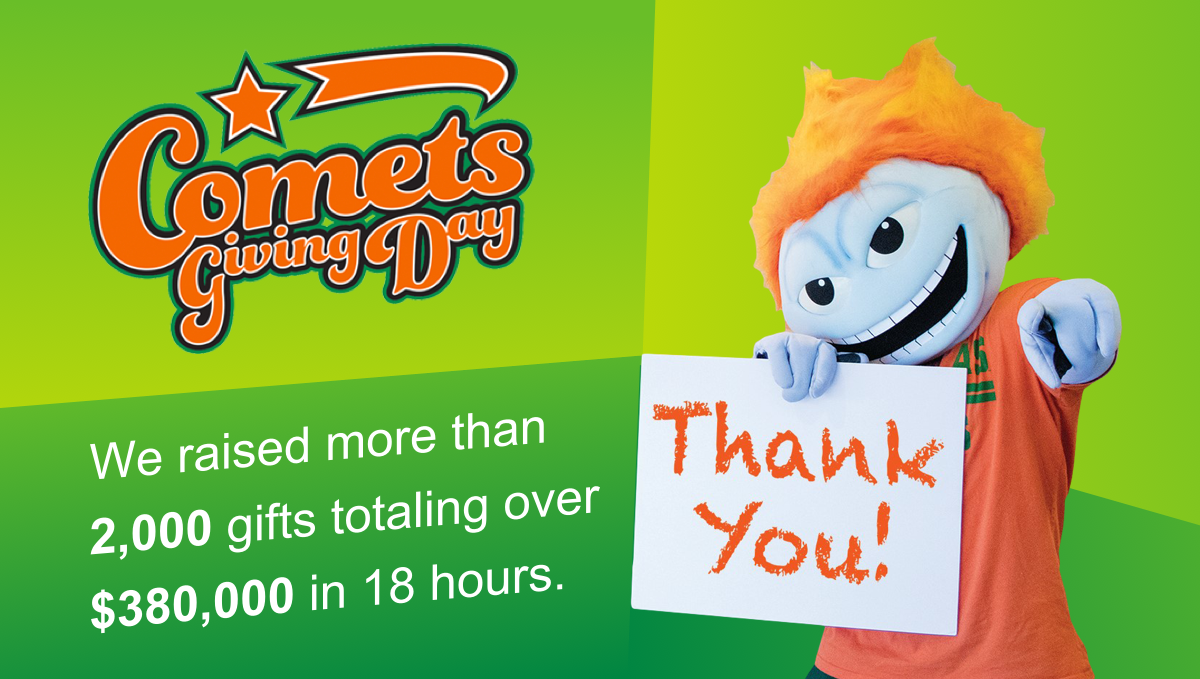 Comets
Giving Day
We raised more than
2,000 gifts totaling over
$380,000 in 18 hours.
Thank
You!